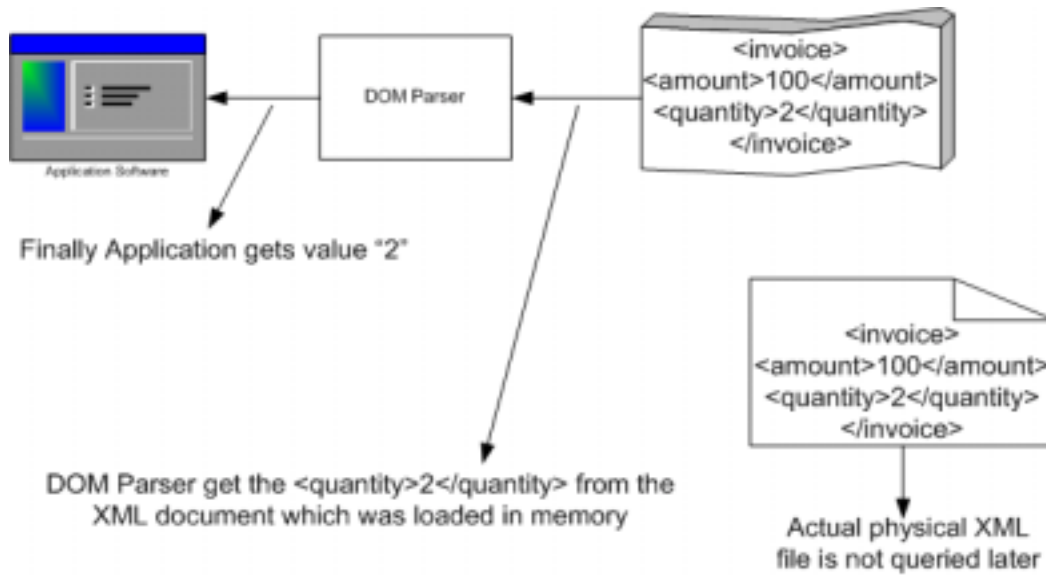 <invoice>
<amount>100</amount>
<quantity>2</quantity>
</invoice>
DOM Parser
Application Software
Finally Application gets value "2"
<invoice>
<amount>100</amount>
<quantity>2</quantity>
</invoice>
DOM Parser get the <quantity>2</quantity> from the
XML document which was loaded in memory
Actual physical XML
file is not queried later